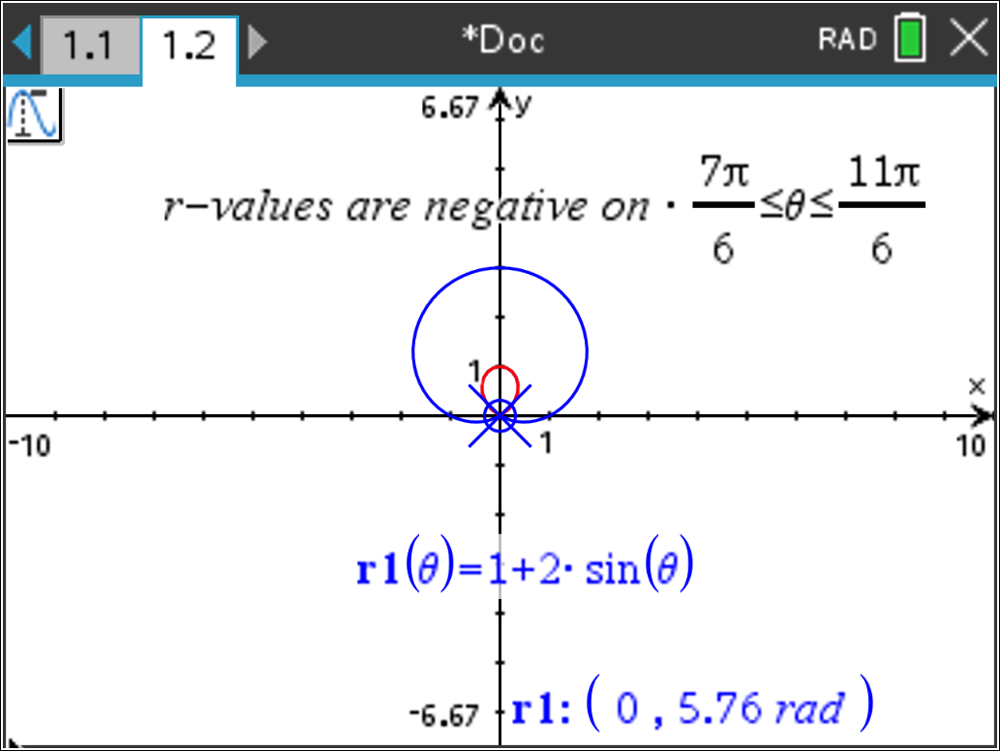 1.1 1.2 *Doc RAD
6.67 y
r–values are negative on · 7π/6 ≤θ≤ 11π/6
1
x
-10 1 10
r1(θ)=1+2· sin(θ)
-6.67 r1: ( 0 , 5.76 rad )